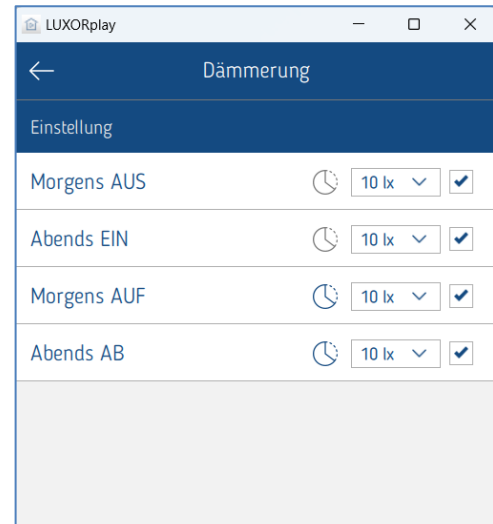 LUXORplay
Dämmerung
Einstellung
Morgens AUS 10 lx
Abends EIN 10 lx
Morgens AUF 10 lx
Abends AB 10 lx